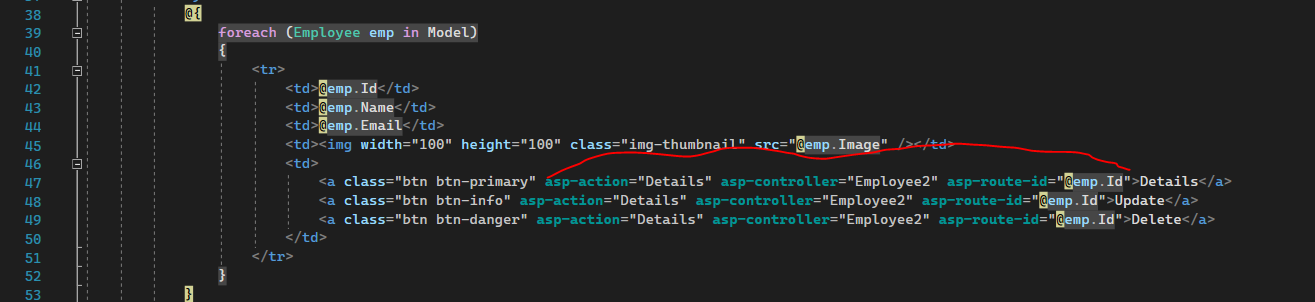 38 @{
39 foreach (Employee emp in Model)
40 {
41 <tr>
42 <td>@emp.Id</td>
43 <td>@emp.Name</td>
44 <td>@emp.Email</td>
45 <td><img width="100" height="100" class="img-thumbnail" src="@emp.Image" /></td>
46 <td>
47 <a class="btn btn-primary" asp-action="Details" asp-controller="Employee2" asp-route-id="@emp.Id">Details</a>
48 <a class="btn btn-info" asp-action="Details" asp-controller="Employee2" asp-route-id="@emp.Id">Update</a>
49 <a class="btn btn-danger" asp-action="Details" asp-controller="Employee2" asp-route-id="@emp.Id">Delete</a>
50 </td>
51 </tr>
52 }
53 }